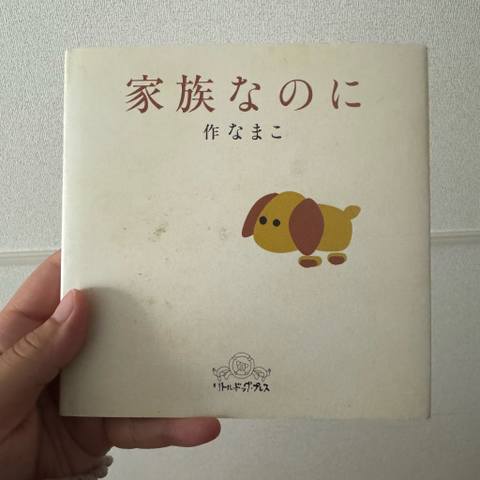 家族なのに
作 なまこ
リトル・ドッグ・プレス